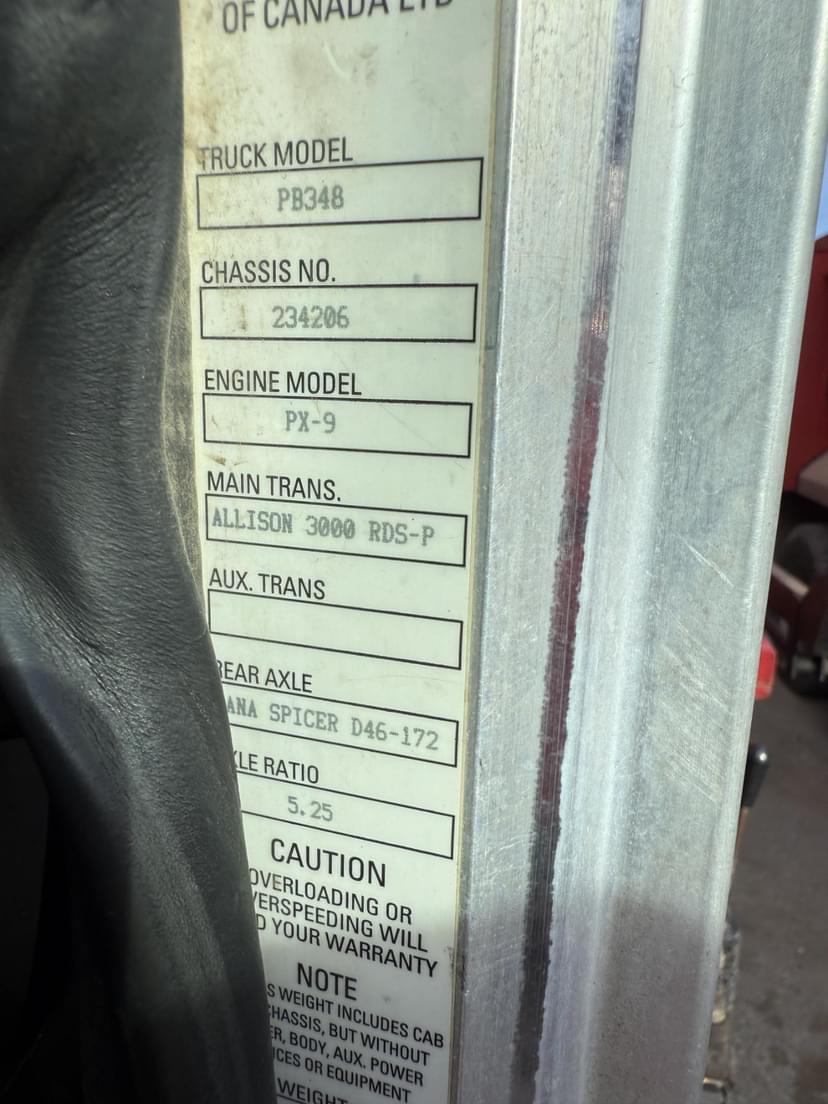 OF CANADA LTD
TRUCK MODEL
PB348
CHASSIS NO.
234206
ENGINE MODEL
PX-9
MAIN TRANS.
ALLISON 3000 RDS-P
AUX. TRANS
REAR AXLE
ANA SPICER D46-172
LE RATIO
5.25
CAUTION
OVERLOADING OR
VERSPEEDING WILL
D YOUR WARRANTY
NOTE
S WEIGHT INCLUDES CAB
CHASSIS, BUT WITHOUT
ER, BODY, AUX. POWER
ICES OR EQUIPMENT
WEIGHT